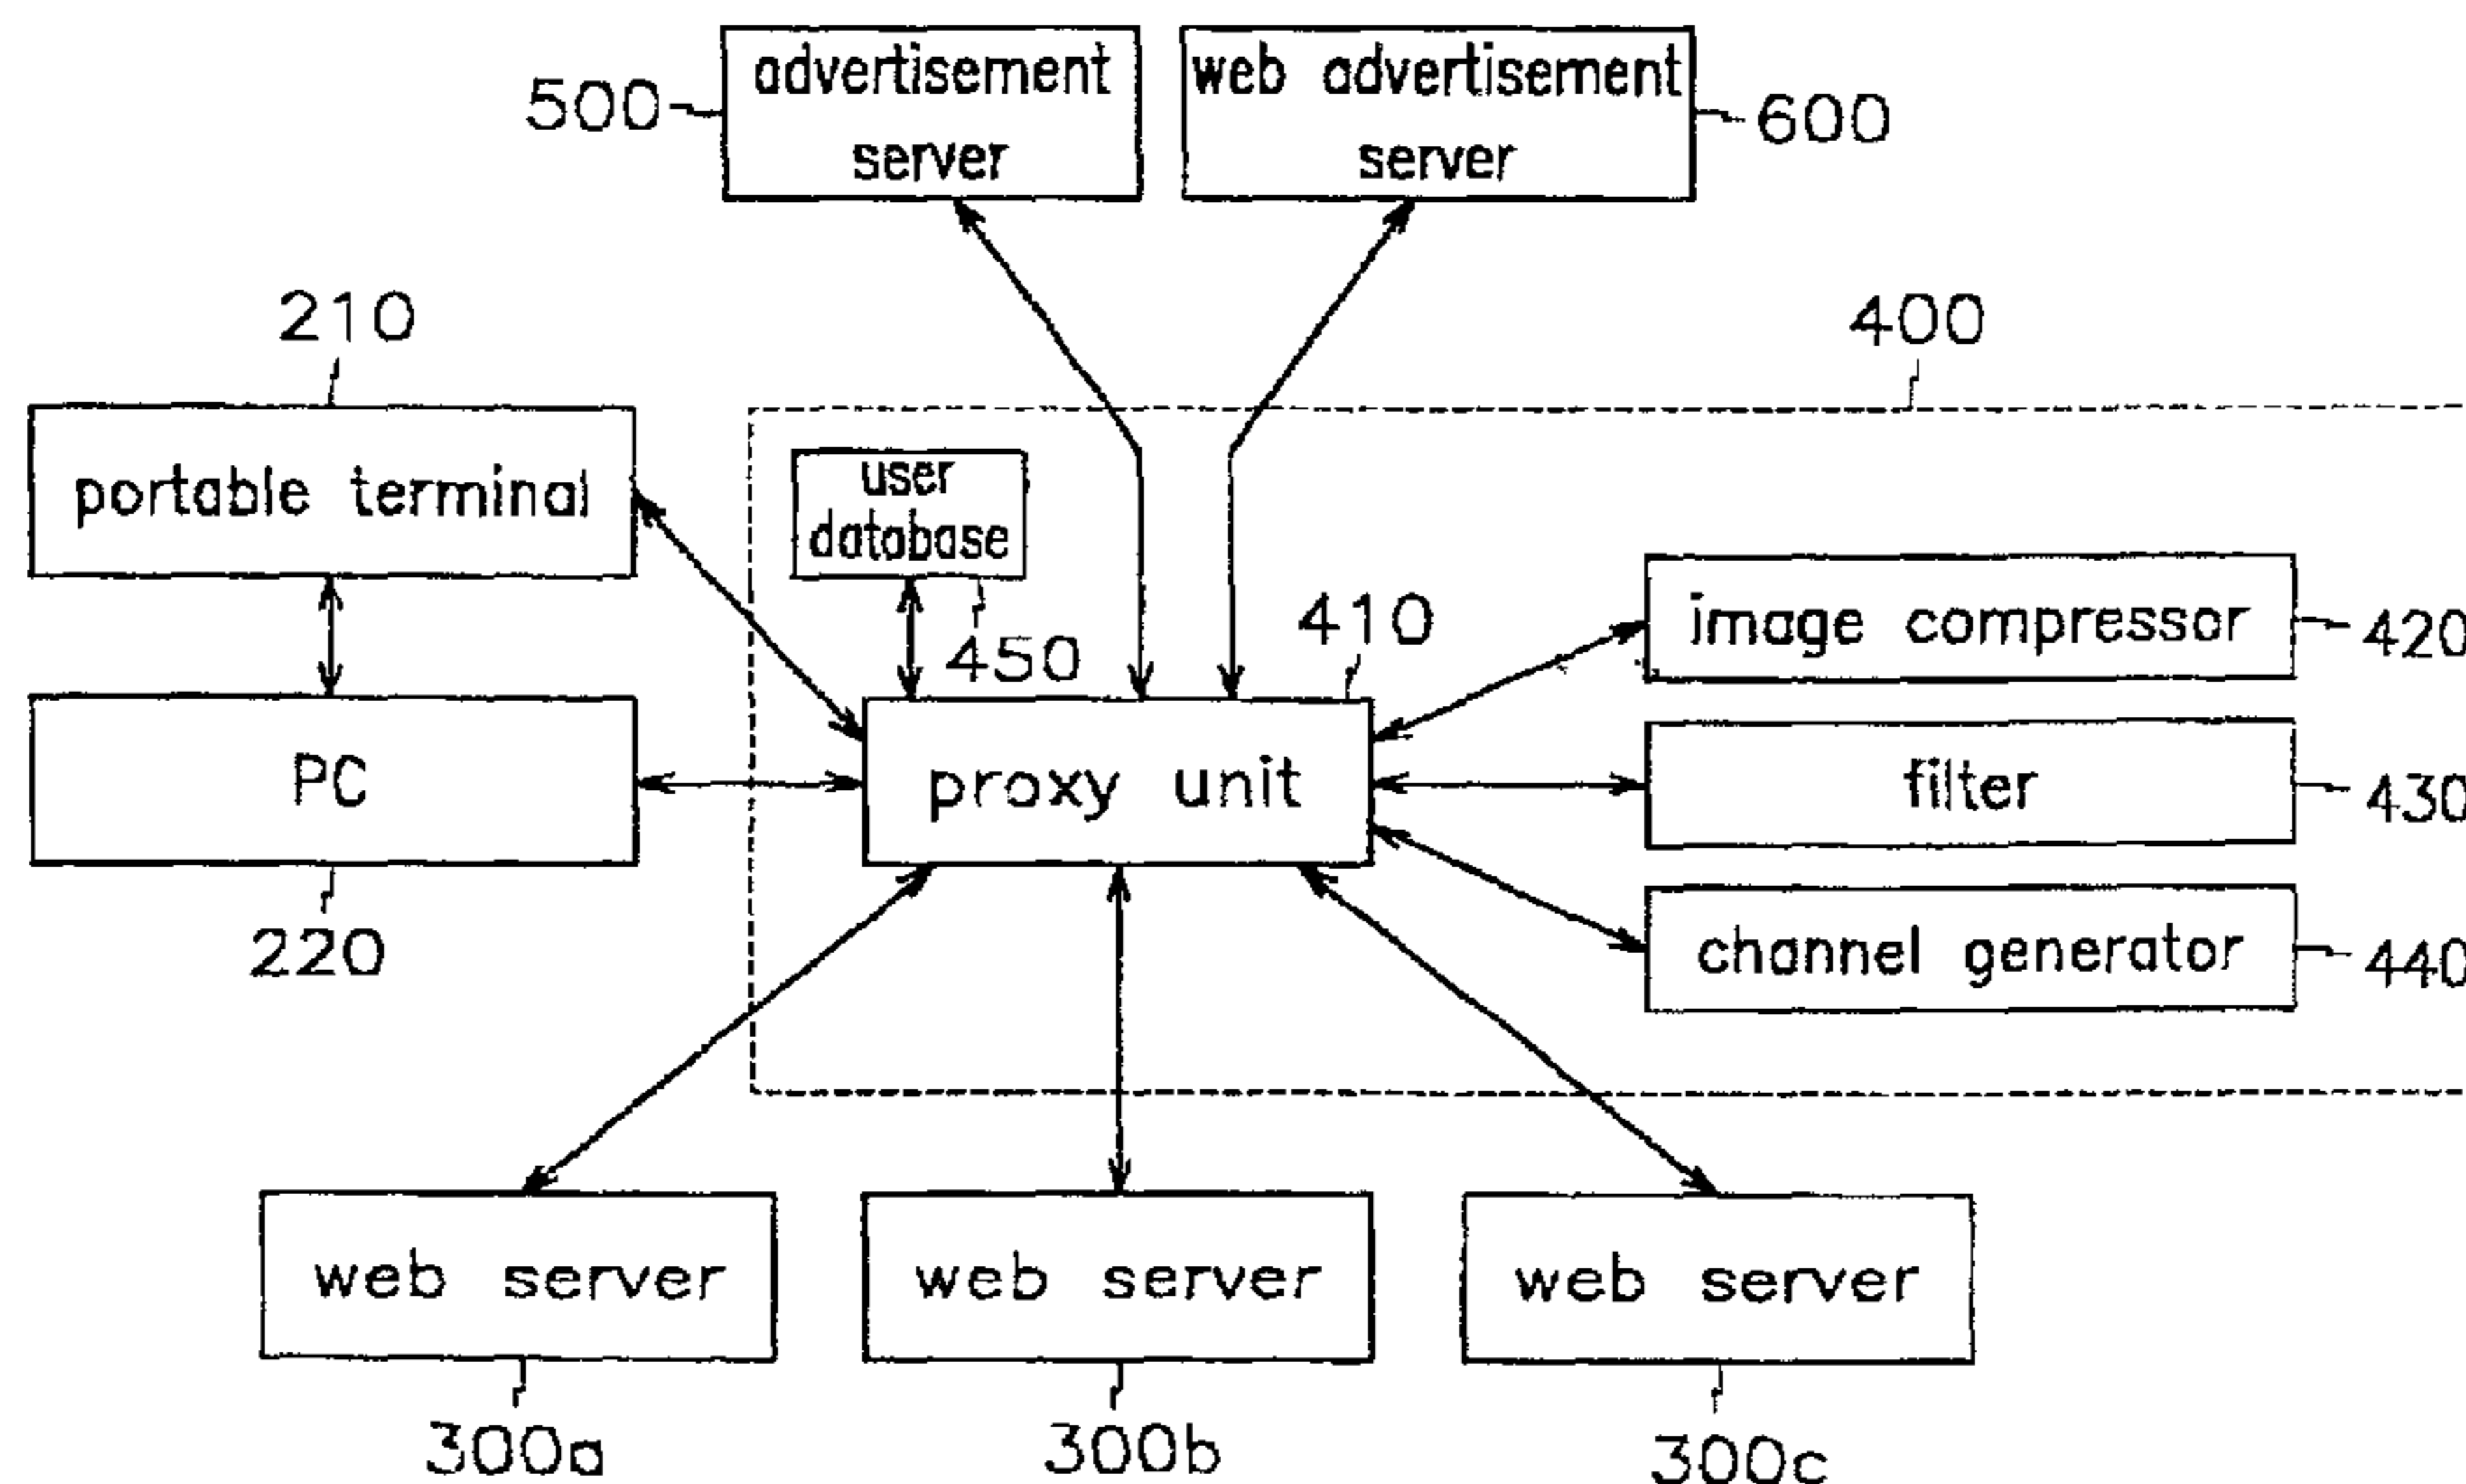 advertisement
server
500
web advertisement
server
600
210
400
portable terminal
user
database
450
410
image compressor
420
PC
220
proxy unit
filter
430
channel generator
440
web server
300a
web server
300b
web server
300c